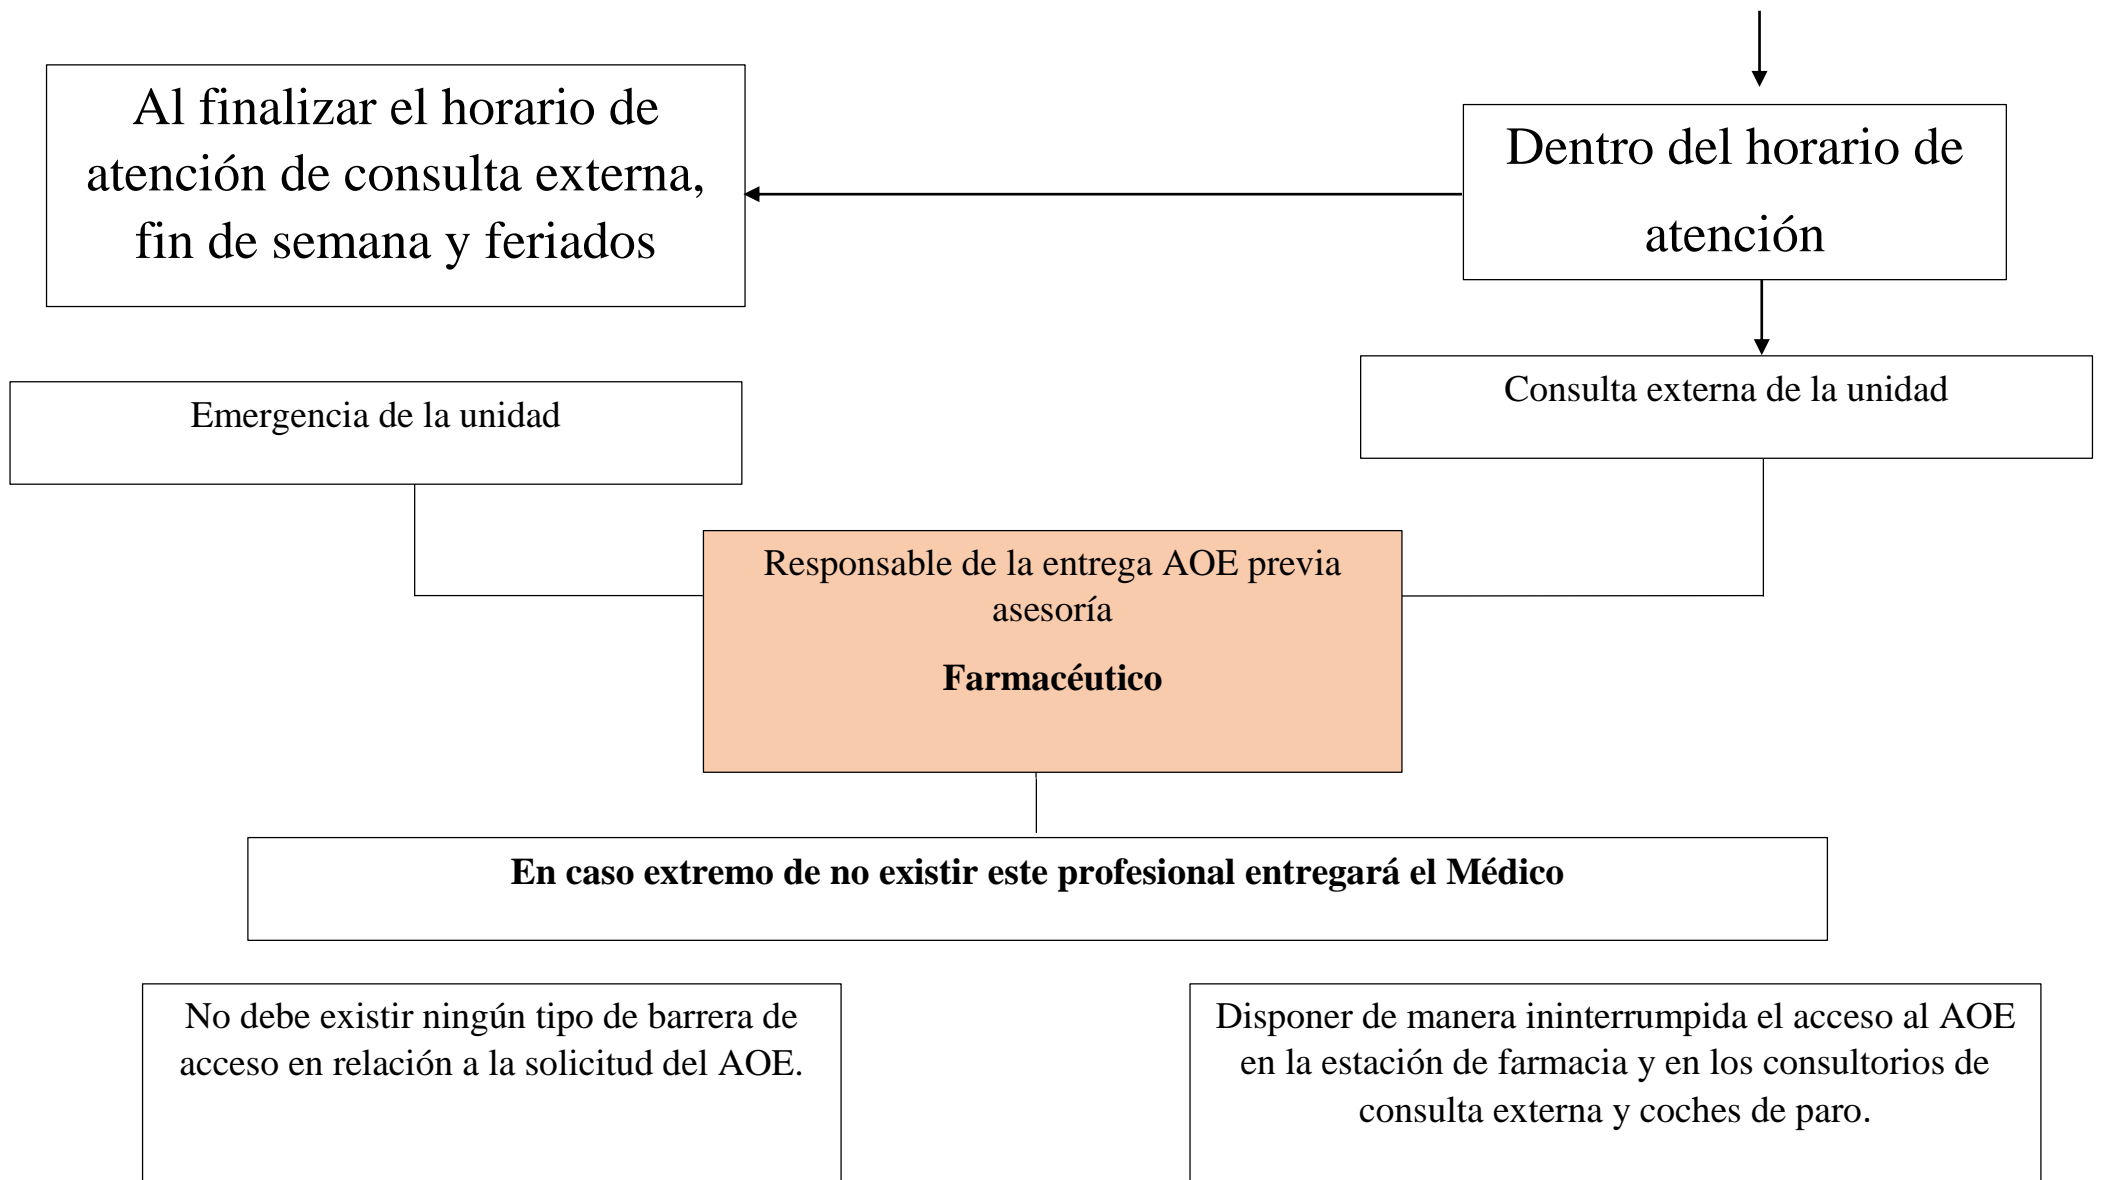 Al finalizar el horario de
atención de consulta externa,
fin de semana y feriados
Dentro del horario de
atención
Emergencia de la unidad
Consulta externa de la unidad
Responsable de la entrega AOE previa
asesoría
Farmacéutico
En caso extremo de no existir este profesional entregará el Médico
No debe existir ningún tipo de barrera de
acceso en relación a la solicitud del AOE.
Disponer de manera ininterrumpida el acceso al AOE
en la estación de farmacia y en los consultorios de
consulta externa y coches de paro.